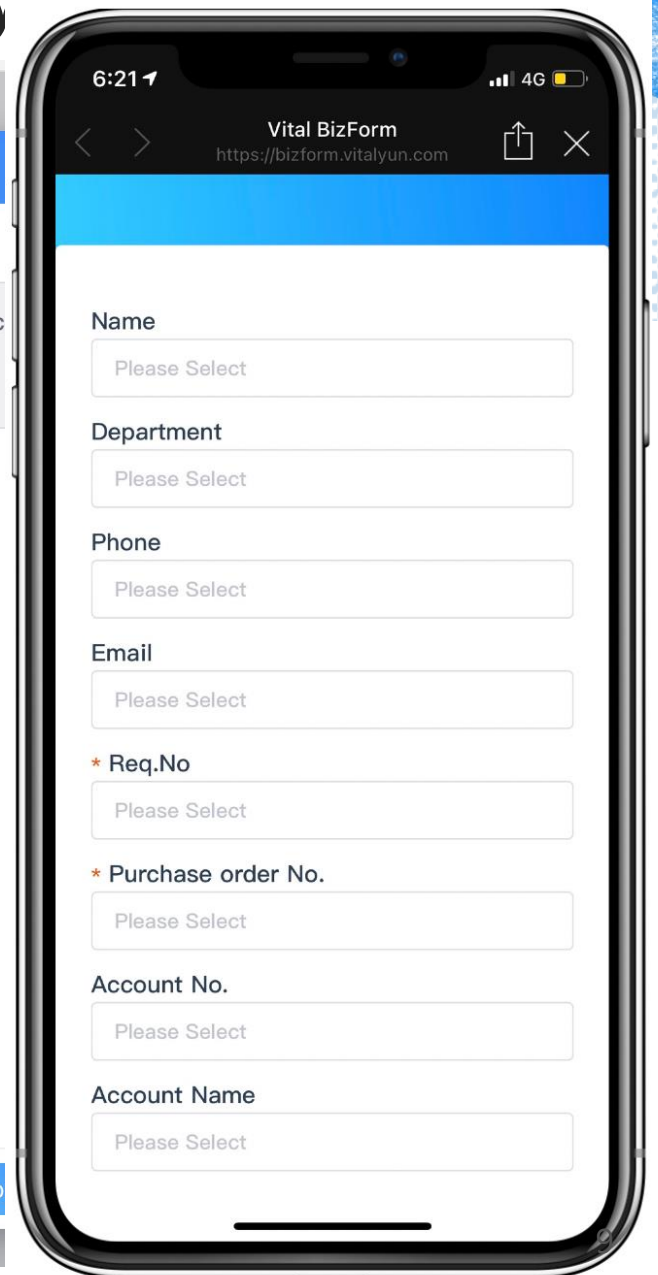 6:21
4G
Vital BizForm
https://bizform.vitalyun.com
Name
Please Select
Department
Please Select
Phone
Please Select
Email
Please Select
* Req.No
Please Select
* Purchase order No.
Please Select
Account No.
Please Select
Account Name
Please Select
9